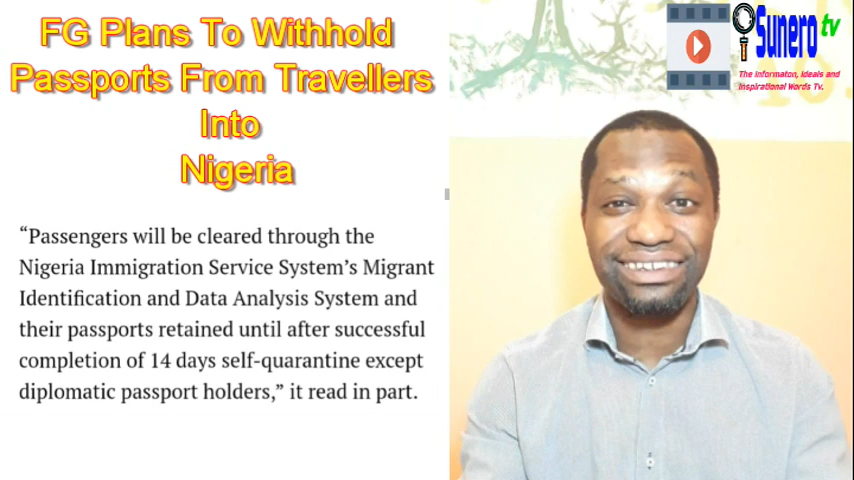 FG Plans To Withhold
Passports From Travellers
Into
Nigeria
“Passengers will be cleared through the
Nigeria Immigration Service System’s Migrant
Identification and Data Analysis System and
their passports retained until after successful
completion of 14 days self-quarantine except
diplomatic passport holders,” it read in part.
Sunero tv
The Informaton, Ideals and
Inspirational Words Tv.